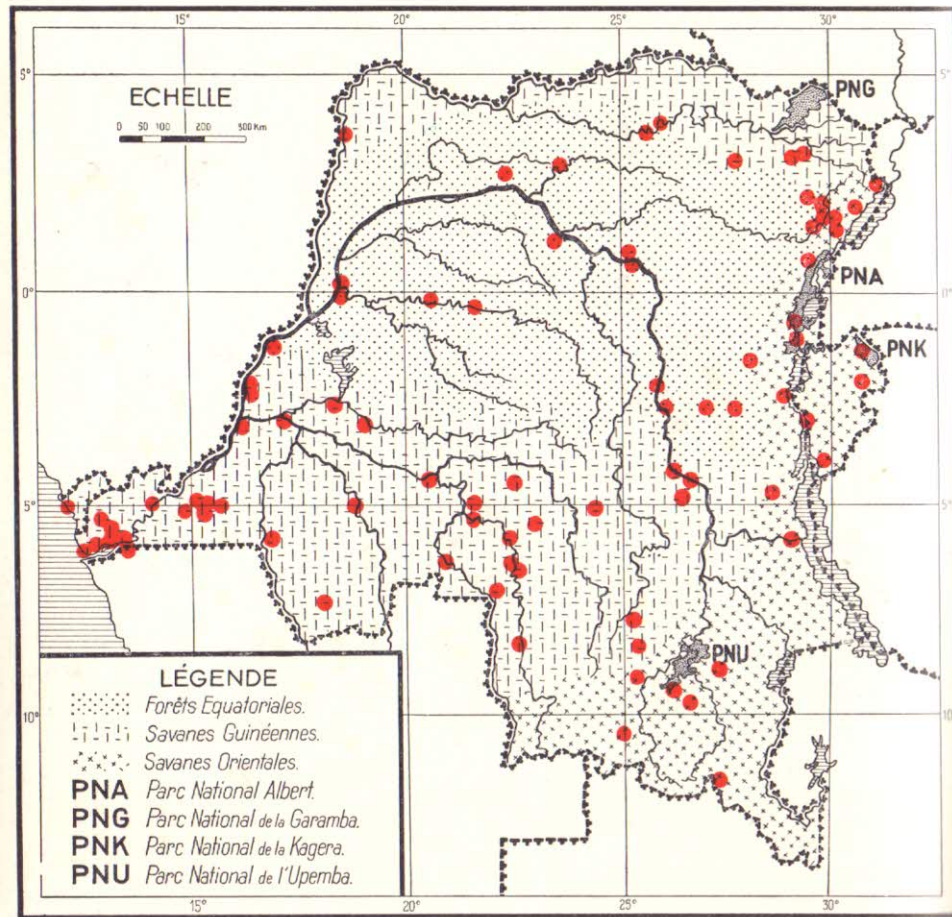 15° 20° 25° 30°
5° 5°
ECHELLE
0 50 100 200 300 Km
PNG
PNA
0° 0°
PNK
5° 5°
PNU
LÉGENDE
Forêts Equatoriales.
Savanes Guinéennes.
Savanes Orientales.
PNA Parc National Albert.
PNG Parc National de la Garamba.
PNK Parc National de la Kagera.
PNU Parc National de l'Upemba.
10° 10°
15° 20° 25° 30°